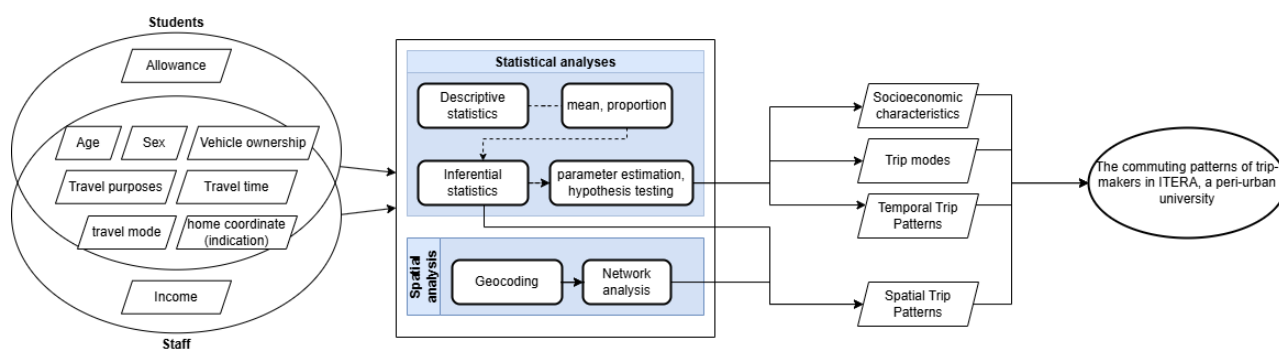 Students
Allowance
Age
Sex
Vehicle ownership
Travel purposes
Travel time
travel mode
home coordinate
(indication)
Income
Staff
Statistical analyses
Descriptive
statistics
mean, proportion
Inferential
statistics
parameter estimation,
hypothesis testing
Spatial
analysis
Geocoding
Network
analysis
Socioeconomic
characteristics
Trip modes
Temporal Trip
Patterns
Spatial Trip
Patterns
The commuting patterns of trip-
makers in ITERA, a peri-urban
university